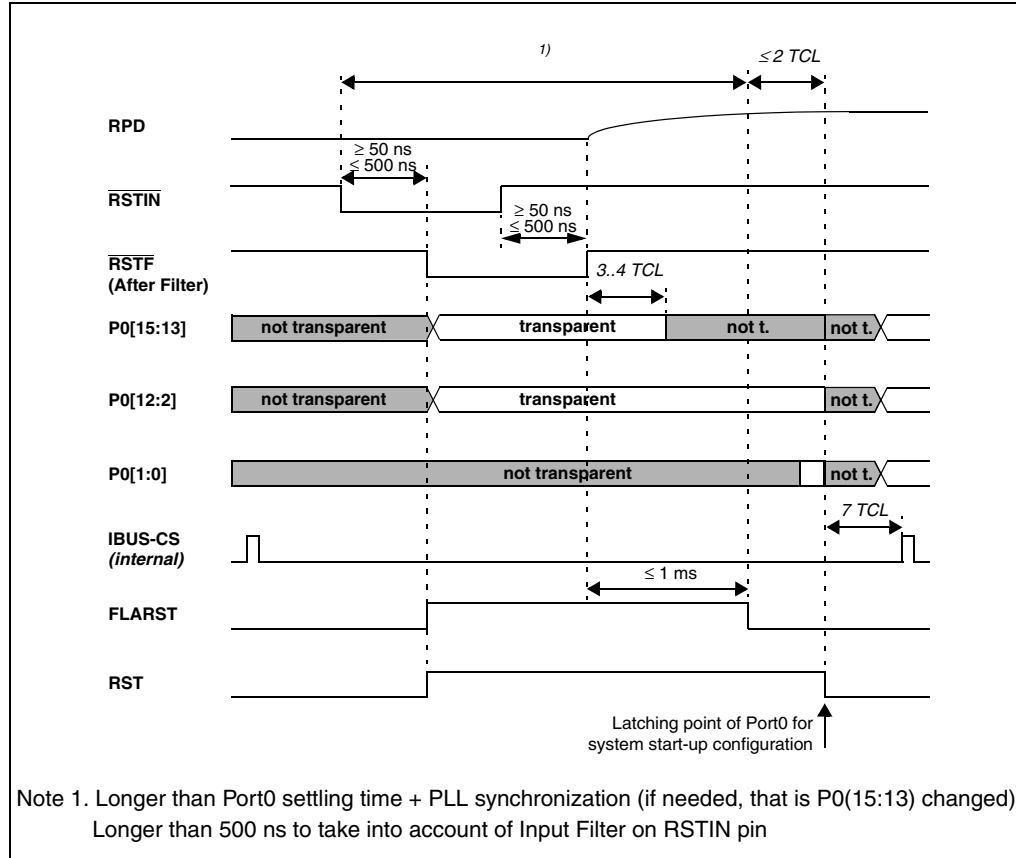 1)
≤ 2 TCL
RPD
≥ 50 ns
≤ 500 ns
RSTIN
≥ 50 ns
≤ 500 ns
RSTF
(After Filter)
3..4 TCL
P0[15:13]
not transparent
transparent
not t.
not t.
P0[12:2]
not transparent
transparent
not t.
P0[1:0]
not transparent
not t.
7 TCL
IBUS-CS
(internal)
≤ 1 ms
FLARST
RST
Latching point of Port0 for
system start-up configuration
Note 1. Longer than Port0 settling time + PLL synchronization (if needed, that is P0(15:13) changed)
Longer than 500 ns to take into account of Input Filter on RSTIN pin